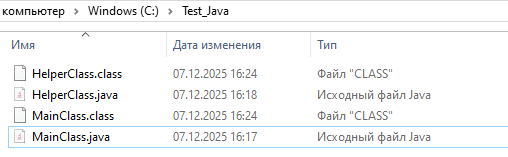 компьютер > Windows (C:) > Test_Java
Имя Дата изменения Тип
HelperClass.class 07.12.2025 16:24 Файл "CLASS"
HelperClass.java 07.12.2025 16:18 Исходный файл Java
MainClass.class 07.12.2025 16:24 Файл "CLASS"
MainClass.java 07.12.2025 16:17 Исходный файл Java